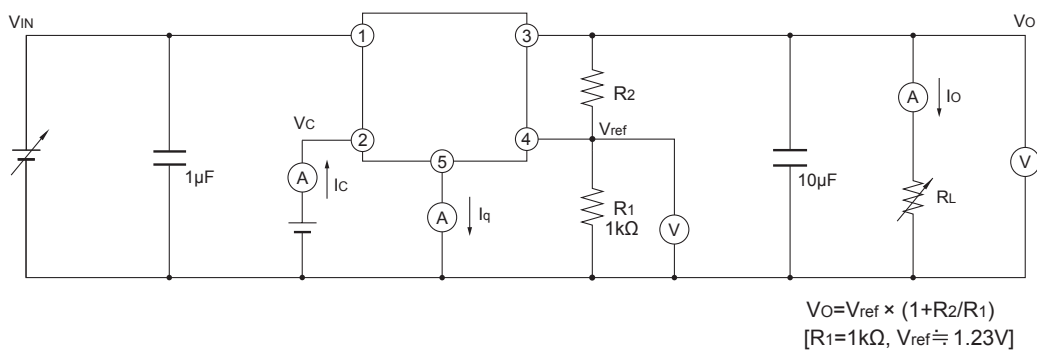 VIN
1
3
VO
R2
A
IO
VC
2
4
Vref
5
1µF
A
IC
A
Iq
R1
1kΩ
V
10µF
RL
V
VO=Vref × (1+R2/R1)
[R1=1kΩ, Vref≒1.23V]